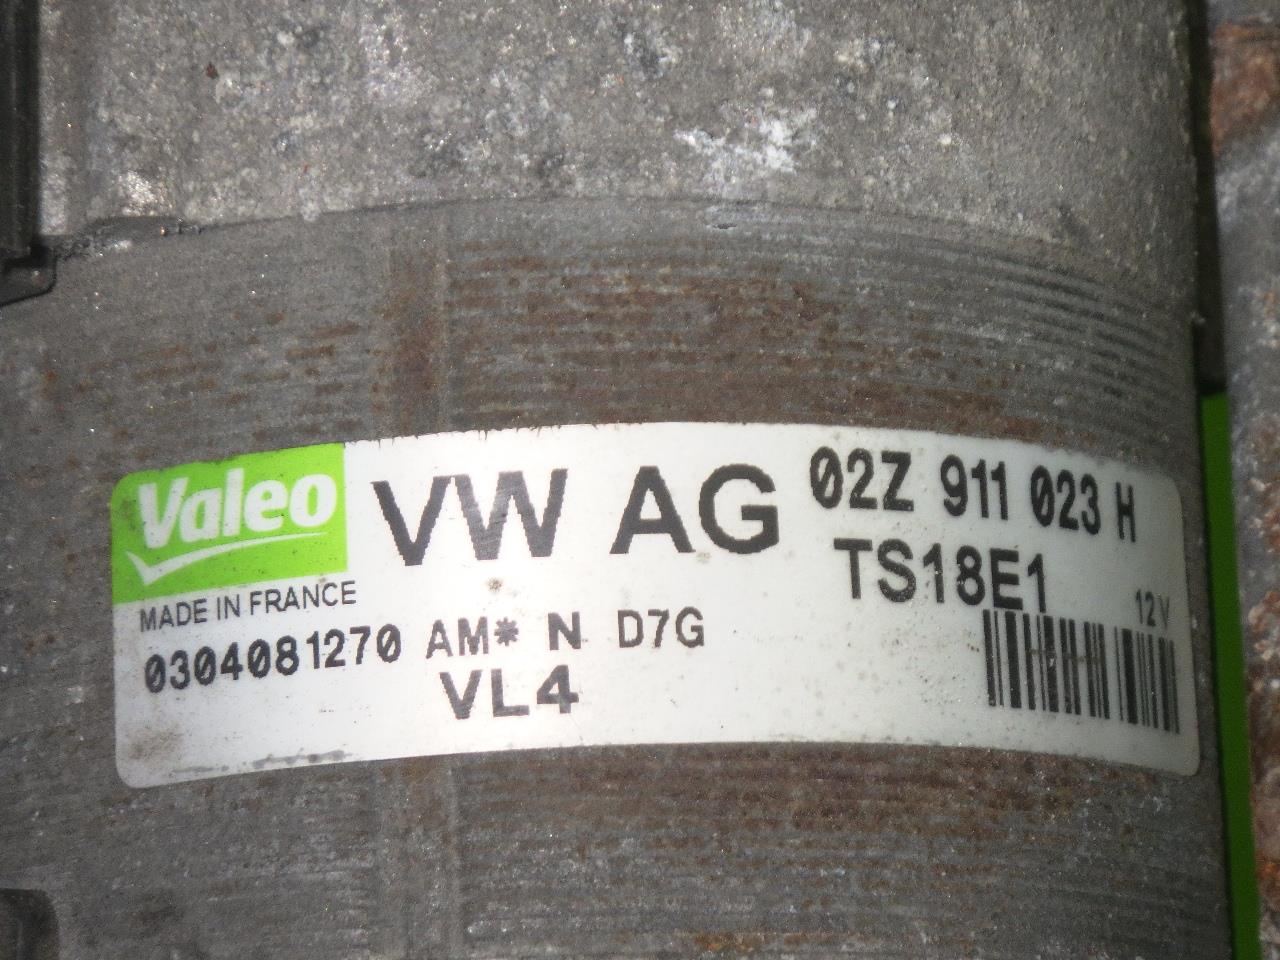 Valeo
VW AG
02Z 911 023 H
TS18E1
12V
MADE IN FRANCE
0304081270 AM* N D7G
VL4